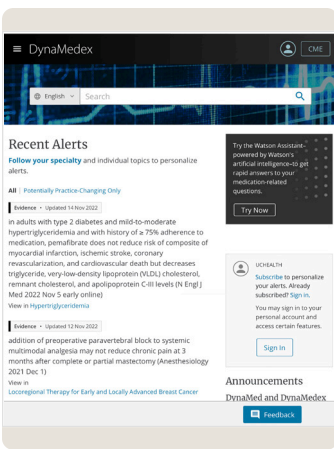 DynaMedex
CME
English
Search
Recent Alerts
Follow your specialty and individual topics to personalize
alerts.
All | Potentially Practice-Changing Only
Evidence • Updated 14 Nov 2022
in adults with type 2 diabetes and mild-to-moderate
hypertriglyceridemia and with history of ≥ 75% adherence to
medication, pemafibrate does not reduce risk of composite of
myocardial infarction, ischemic stroke, coronary
revascularization, and cardiovascular death but decreases
triglyceride, very-low-density lipoprotein (VLDL) cholesterol,
remnant cholesterol, and apolipoprotein C-III levels (N Engl J
Med 2022 Nov 5 early online)
View in Hypertriglyceridemia
Evidence • Updated 12 Nov 2022
addition of preoperative paravertebral block to systemic
multimodal analgesia may not reduce chronic pain at 3
months after complete or partial mastectomy (Anesthesiology
2021 Dec 1)
View in
Locoregional Therapy for Early and Locally Advanced Breast Cancer
Try the Watson Assistant–
powered by Watson's
artificial intelligence–to get
rapid answers to your
medication-related
questions.
Try Now
UCHEALTH
Subscribe to personalize
your alerts. Already
subscribed? Sign in.
You may sign in to your
personal account and
access certain features.
Sign In
Announcements
DynaMed and DynaMedex
Feedback